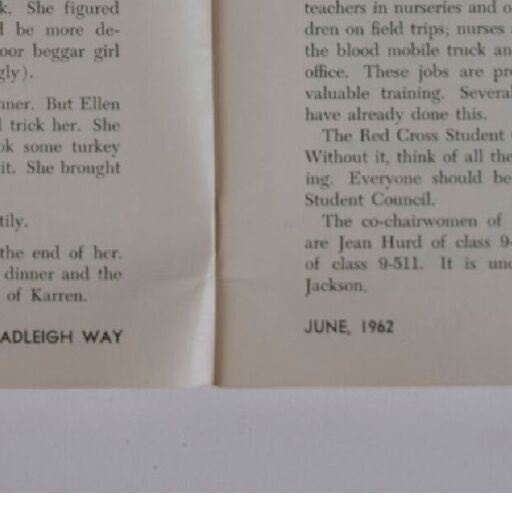 She figured
be more de-
oor beggar girl
gly).
nner. But Ellen
trick her. She
ok some turkey
it. She brought
tily.
the end of her.
dinner and the
of Karren.
ADLEIGH WAY
teachers in nurseries and
dren on field trips; nurses
the blood mobile truck an
office. These jobs are pr
valuable training. Several
have already done this.
The Red Cross Student
Without it, think of all the
ing. Everyone should be
Student Council.
The co-chairwomen of
are Jean Hurd of class 9-
of class 9-511. It is un
Jackson.
JUNE, 1962